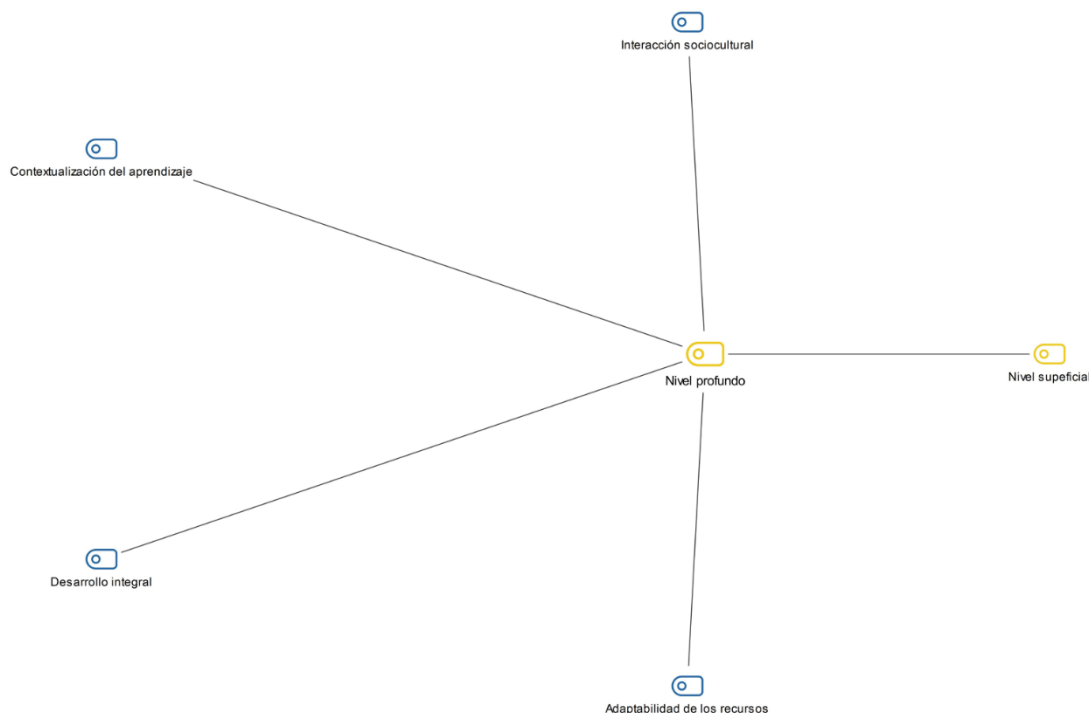 Interacción sociocultural
Contextualización del aprendizaje
Nivel profundo
Nivel supeficial
Desarrollo integral
Adaptabilidad de los recursos